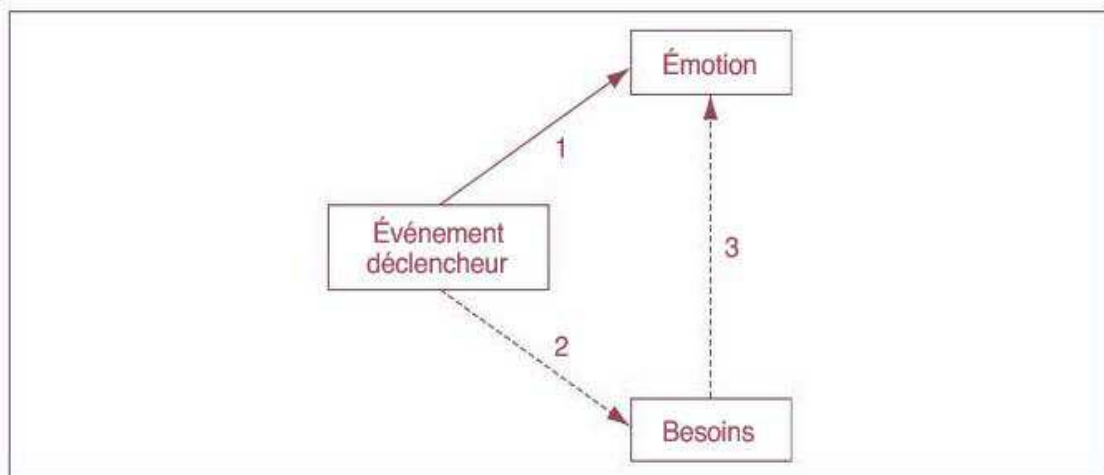 Émotion
1
Événement
déclencheur
3
2
Besoins